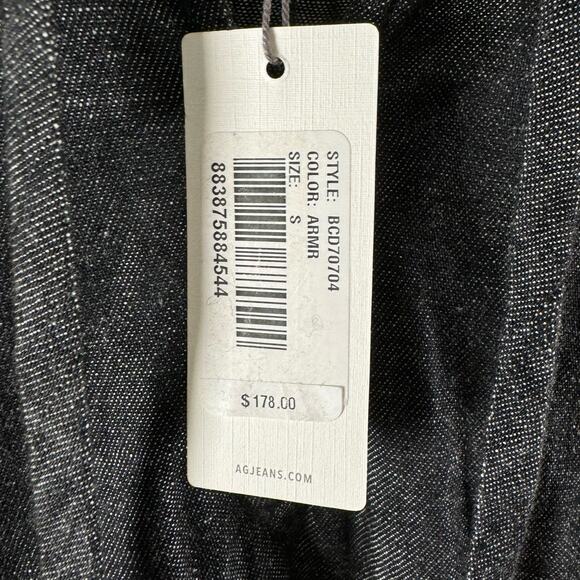 STYLE: BCD70704
COLOR: ARMR
SIZE: S
883875884544
$178.00
AGJEANS.COM